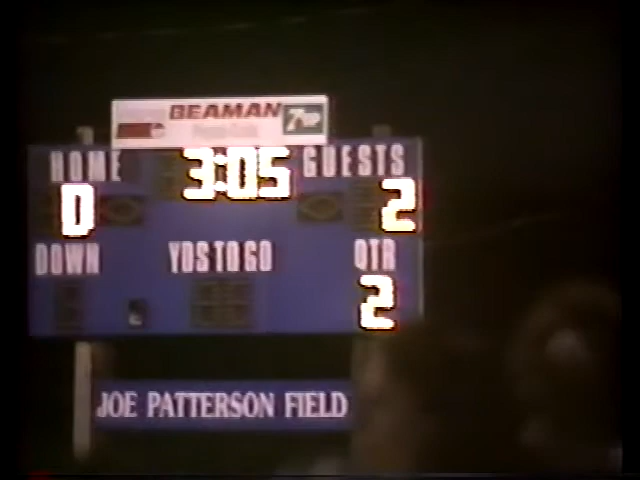 BEAMAN 7UP
HOME 3:05 GUESTS
0 2
DOWN YDS TO GO QTR
2
JOE PATTERSON FIELD